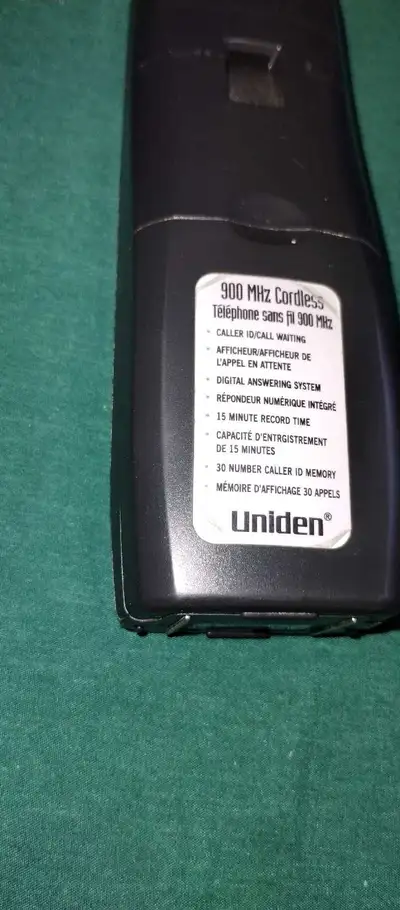 900 MHz Cordless
Téléphone sans fil 900 MHz
• CALLER ID/CALL WAITING
• AFFICHEUR/AFFICHEUR DE
L'APPEL EN ATTENTE
• DIGITAL ANSWERING SYSTEM
• RÉPONDEUR NUMÉRIQUE INTÉGRÉ
• 15 MINUTE RECORD TIME
• CAPACITÉ D'ENTRGISTREMENT
DE 15 MINUTES
• 30 NUMBER CALLER ID MEMORY
• MÉMOIRE D'AFFICHAGE 30 APPELS
Uniden®